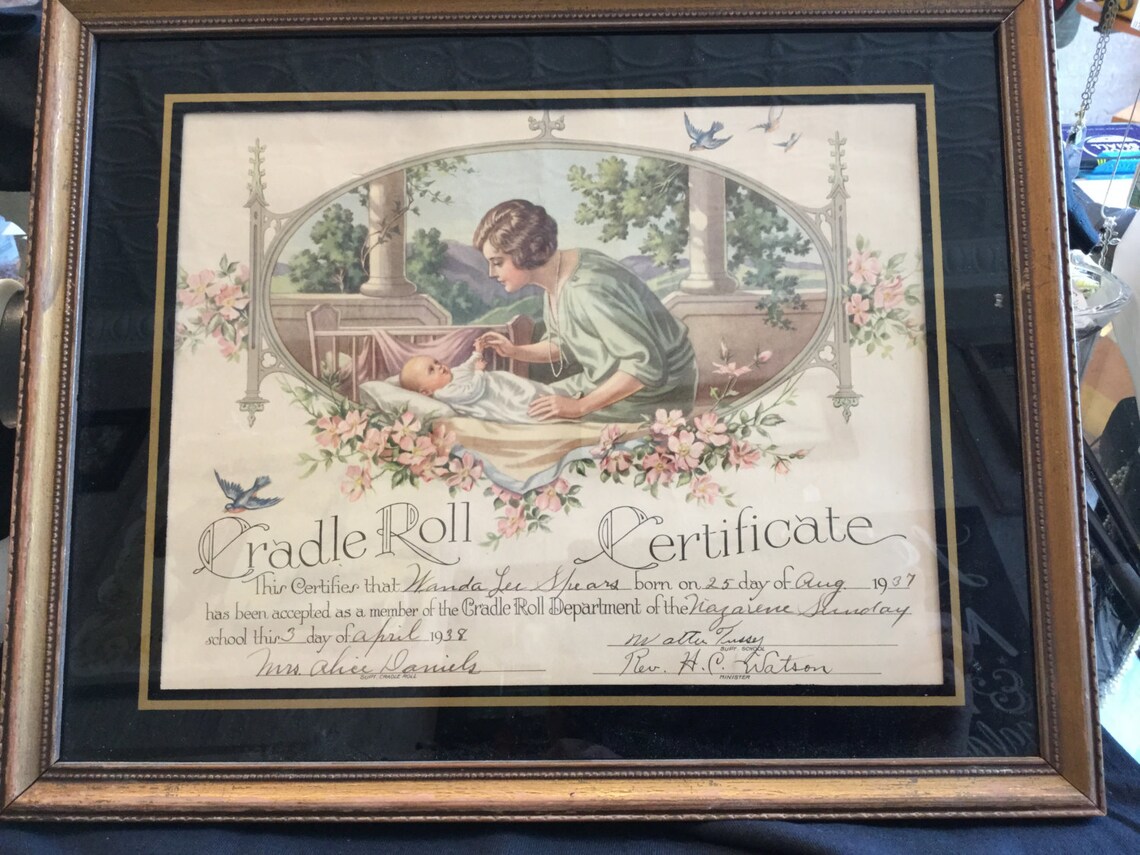 Cradle Roll Certificate
This Certifies that Wanda Lee Spears born on 25 day of Aug 1937
has been accepted as a member of the Cradle Roll Department of the Nazarene Sunday
school this 3 day of April 1938
Walter Tussey
SUPT. SCHOOL
Mrs. Alice Daniels
SUPT. CRADLE ROLL
Rev. H. C. Watson
MINISTER